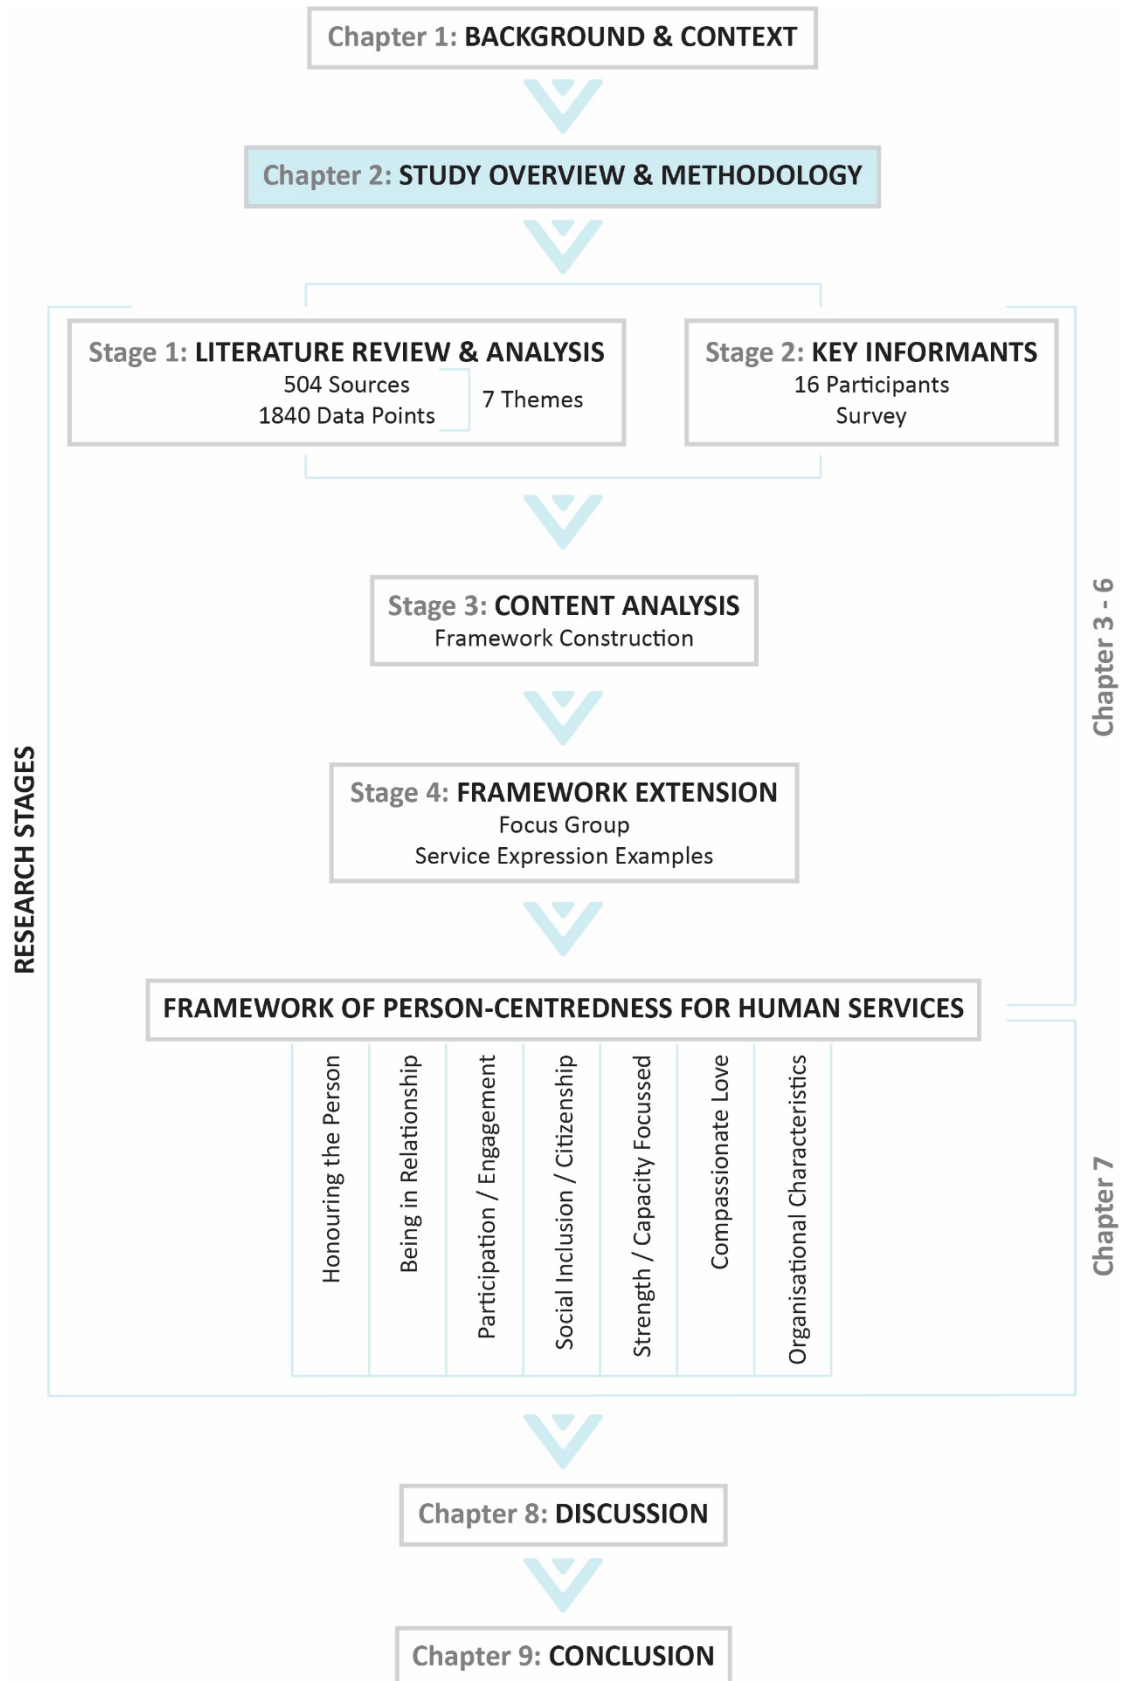 Chapter 1: BACKGROUND & CONTEXT
Chapter 2: STUDY OVERVIEW & METHODOLOGY
Stage 1: LITERATURE REVIEW & ANALYSIS
504 Sources
1840 Data Points
7 Themes
Stage 2: KEY INFORMANTS
16 Participants
Survey
Stage 3: CONTENT ANALYSIS
Framework Construction
Stage 4: FRAMEWORK EXTENSION
Focus Group
Service Expression Examples
RESEARCH STAGES
Chapter 3 - 6
FRAMEWORK OF PERSON-CENTREDNESS FOR HUMAN SERVICES
Honouring the Person
Being in Relationship
Participation / Engagement
Social Inclusion / Citizenship
Strength / Capacity Focussed
Compassionate Love
Organisational Characteristics
Chapter 7
Chapter 8: DISCUSSION
Chapter 9: CONCLUSION